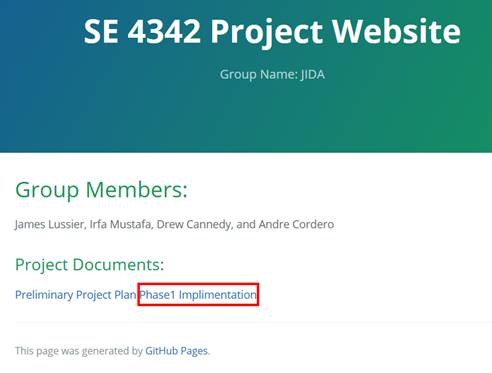 SE 4342 Project Website
Group Name: JIDA
Group Members:
James Lussier, Irfa Mustafa, Drew Cannedy, and Andre Cordero
Project Documents:
Preliminary Project Plan Phase1 Implimentation
This page was generated by GitHub Pages.